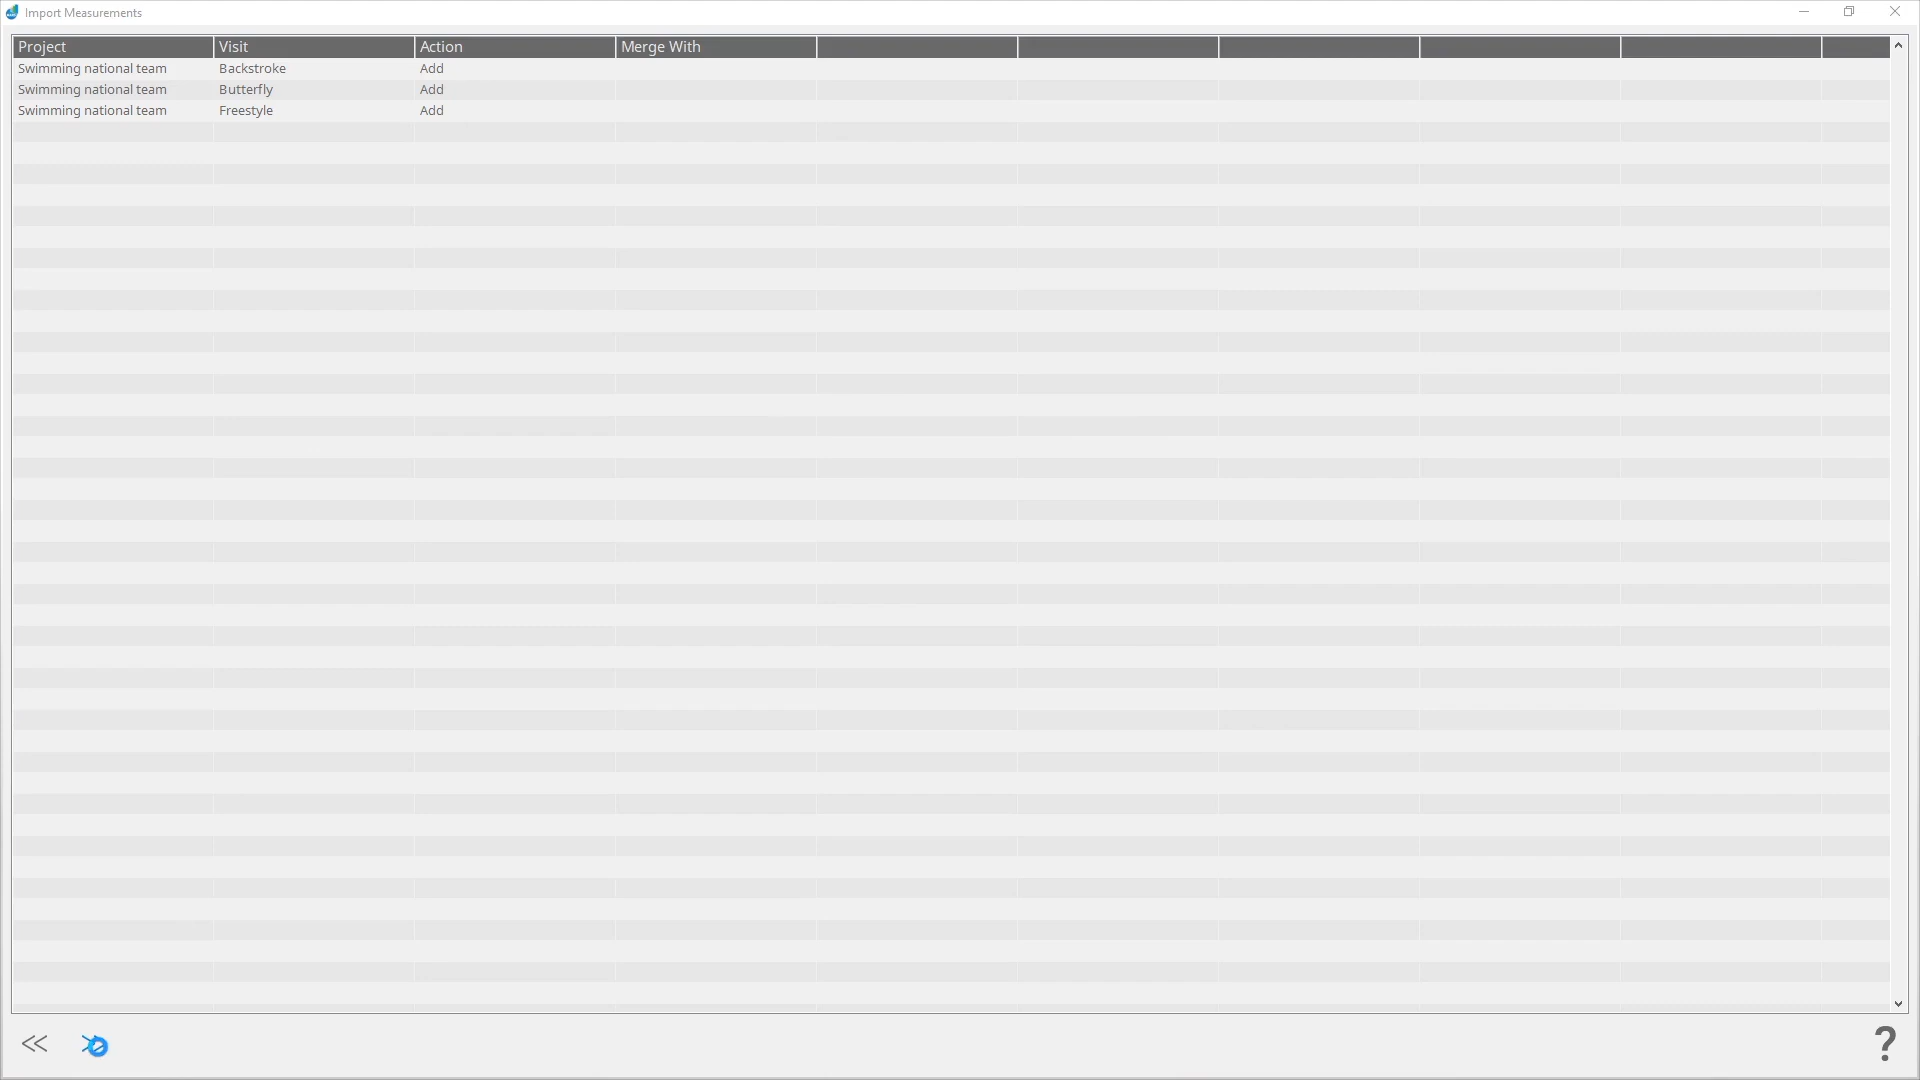 Import Measurements
Project Visit Action Merge With
Swimming national team Backstroke Add
Swimming national team Butterfly Add
Swimming national team Freestyle Add
?